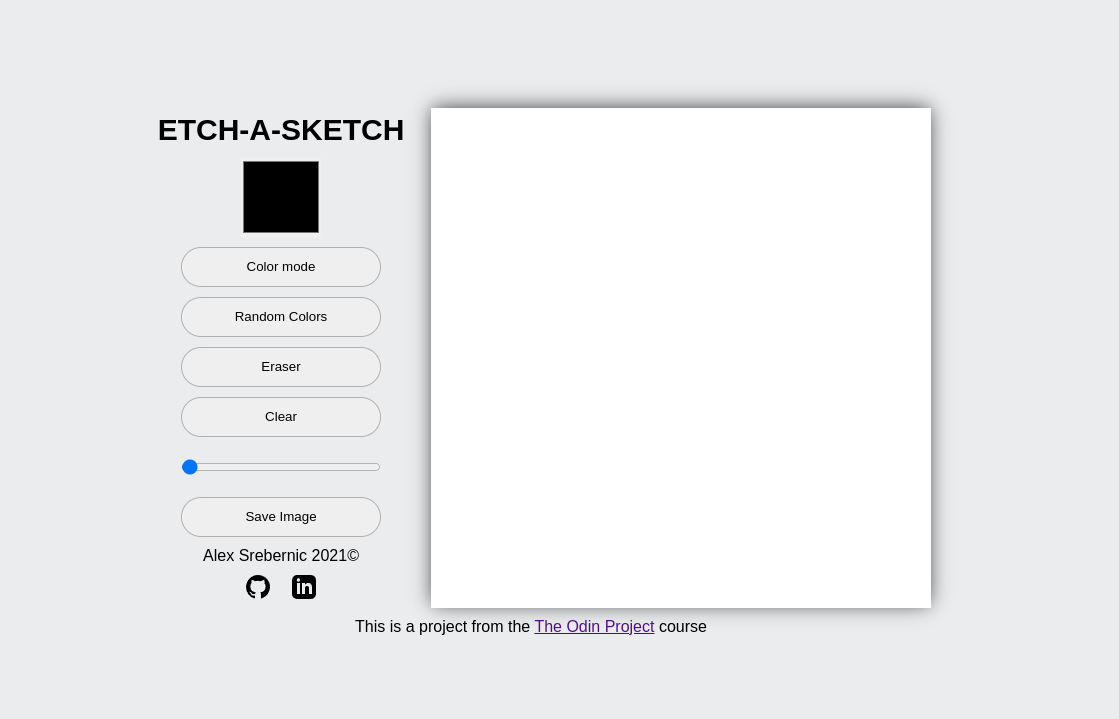 ETCH-A-SKETCH
Color mode
Random Colors
Eraser
Clear
Save Image
Alex Srebernic 2021©
in
This is a project from the The Odin Project course